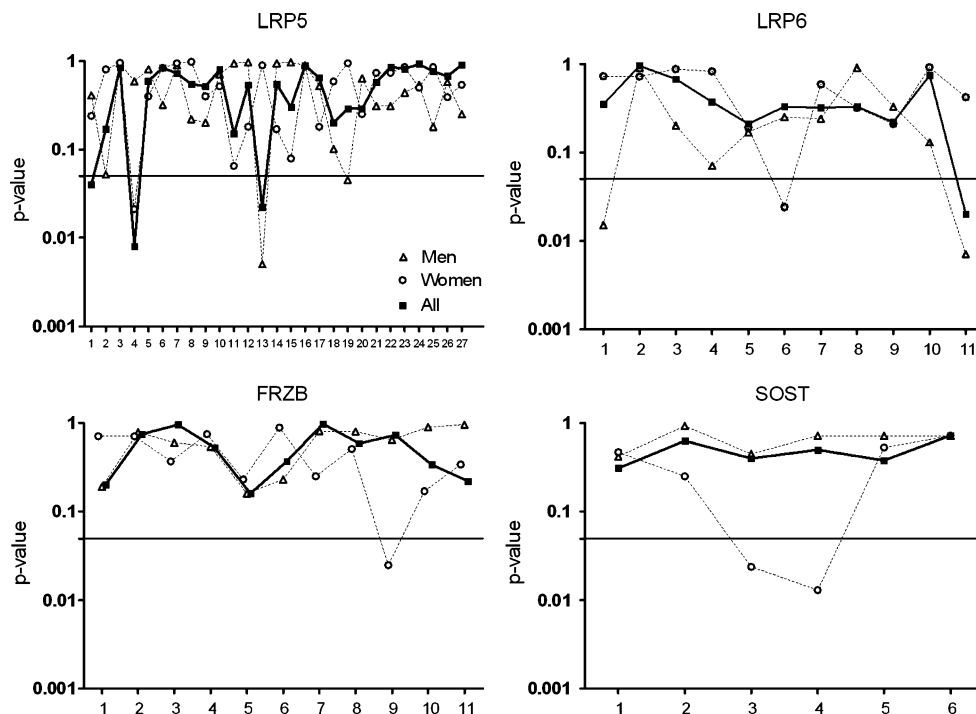 LRP5
p-value
1
0.1
0.01
0.001
Men
Women
All
1 2 3 4 5 6 7 8 9 10 11 12 13 14 15 16 17 18 19 20 21 22 23 24 25 26 27
LRP6
p-value
1
0.1
0.01
0.001
1 2 3 4 5 6 7 8 9 10 11
FRZB
p-value
1
0.1
0.01
0.001
1 2 3 4 5 6 7 8 9 10 11
SOST
p-value
1
0.1
0.01
0.001
1 2 3 4 5 6